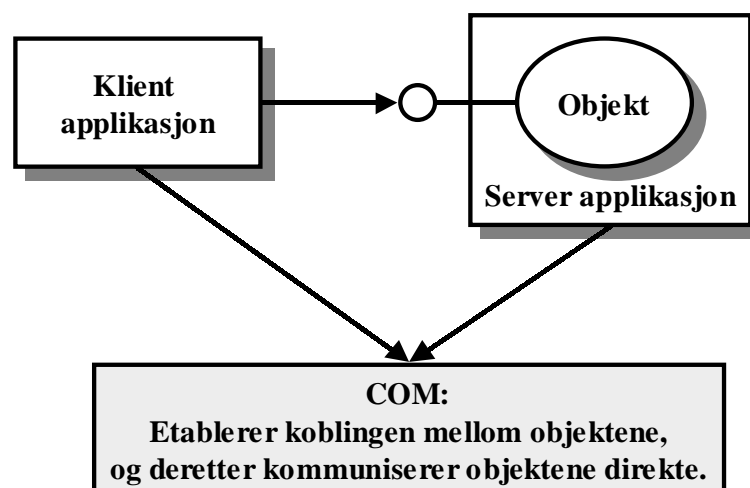 Klient
applikasjon
Objekt
Server applikasjon
COM:
Etablerer koblingen mellom objektene,
og deretter kommuniserer objektene direkte.